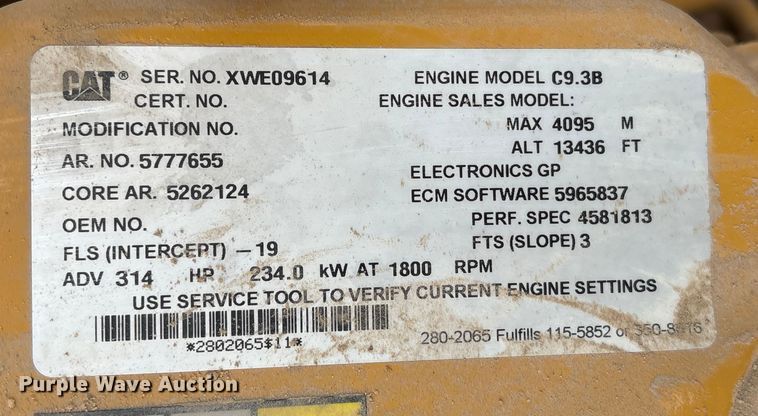 CAT® SER. NO. XWE09614 ENGINE MODEL C9.3B
CERT. NO. ENGINE SALES MODEL:
MODIFICATION NO. MAX 4095 M
ALT 13436 FT
AR. NO. 5777655 ELECTRONICS GP
CORE AR. 5262124 ECM SOFTWARE 5965837
OEM NO. PERF. SPEC 4581813
FLS (INTERCEPT) -19 FTS (SLOPE) 3
ADV 314 HP 234.0 kW AT 1800 RPM
USE SERVICE TOOL TO VERIFY CURRENT ENGINE SETTINGS
*2802065$11* 280-2065 Fulfills 115-5852 or
Purple Wave Auction